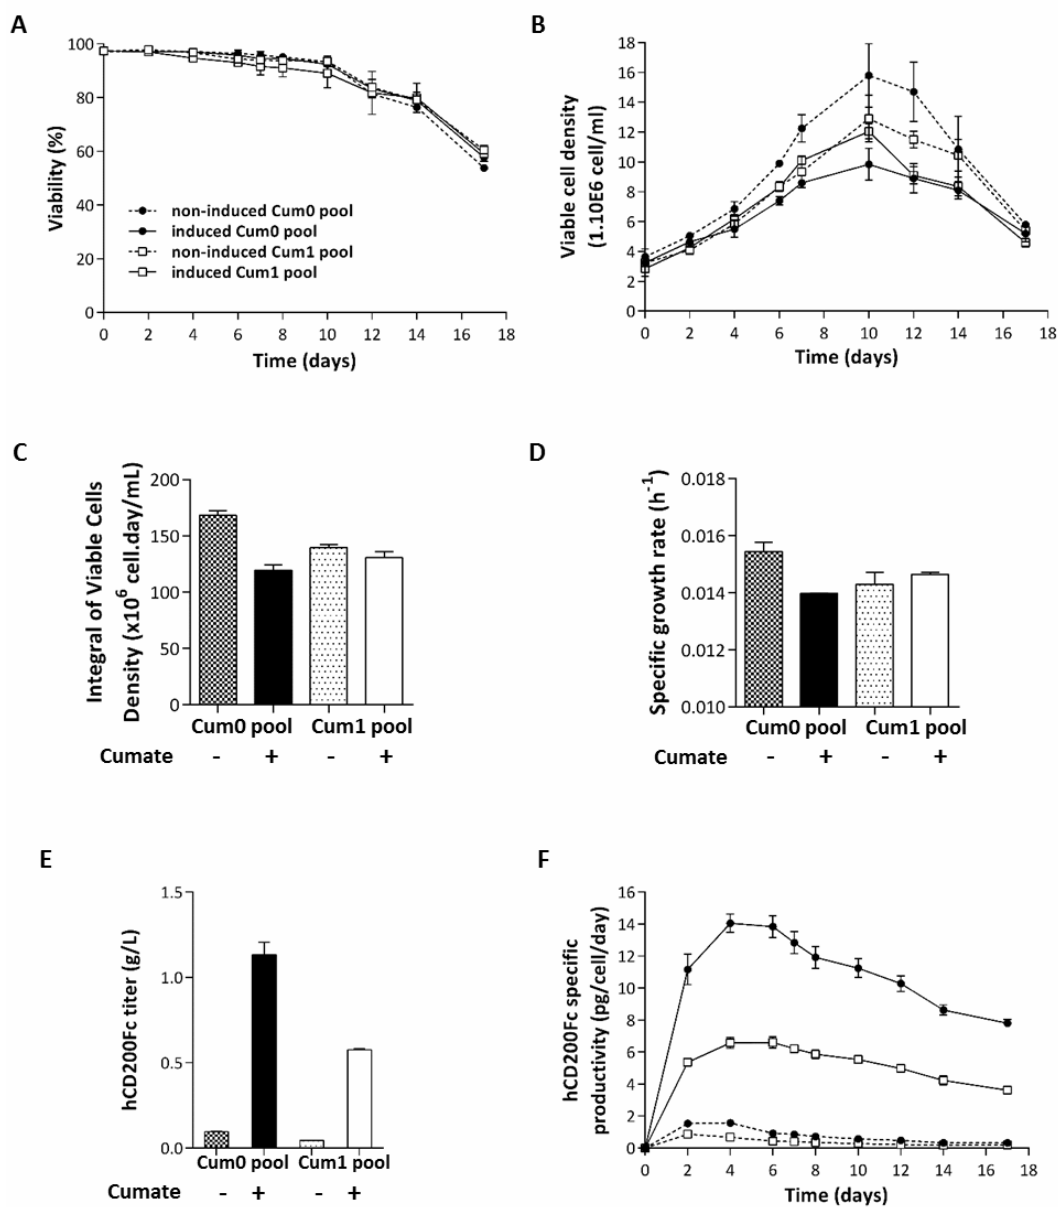 A
100
80
60
40
20
0
Viability (%)
non-induced Cum0 pool
induced Cum0 pool
non-induced Cum1 pool
induced Cum1 pool
0 2 4 6 8 10 12 14 16 18
Time (days)
B
18
16
14
12
10
8
6
4
2
0
Viable cell density
(1.10E6 cell/ml)
0 2 4 6 8 10 12 14 16 18
Time (days)
C
200
150
100
50
0
Integral of Viable Cells
Density (x10⁶ cell.day/mL)
Cum0 pool Cum1 pool
Cumate - + - +
D
0.018
0.016
0.014
0.012
0.010
Specific growth rate (h⁻¹)
Cum0 pool Cum1 pool
Cumate - + - +
E
1.5
1.0
0.5
0.0
hCD200Fc titer (g/L)
Cum0 pool Cum1 pool
Cumate - + - +
F
16
14
12
10
8
6
4
2
0
hCD200Fc specific
productivity (pg/cell/day)
0 2 4 6 8 10 12 14 16 18
Time (days)